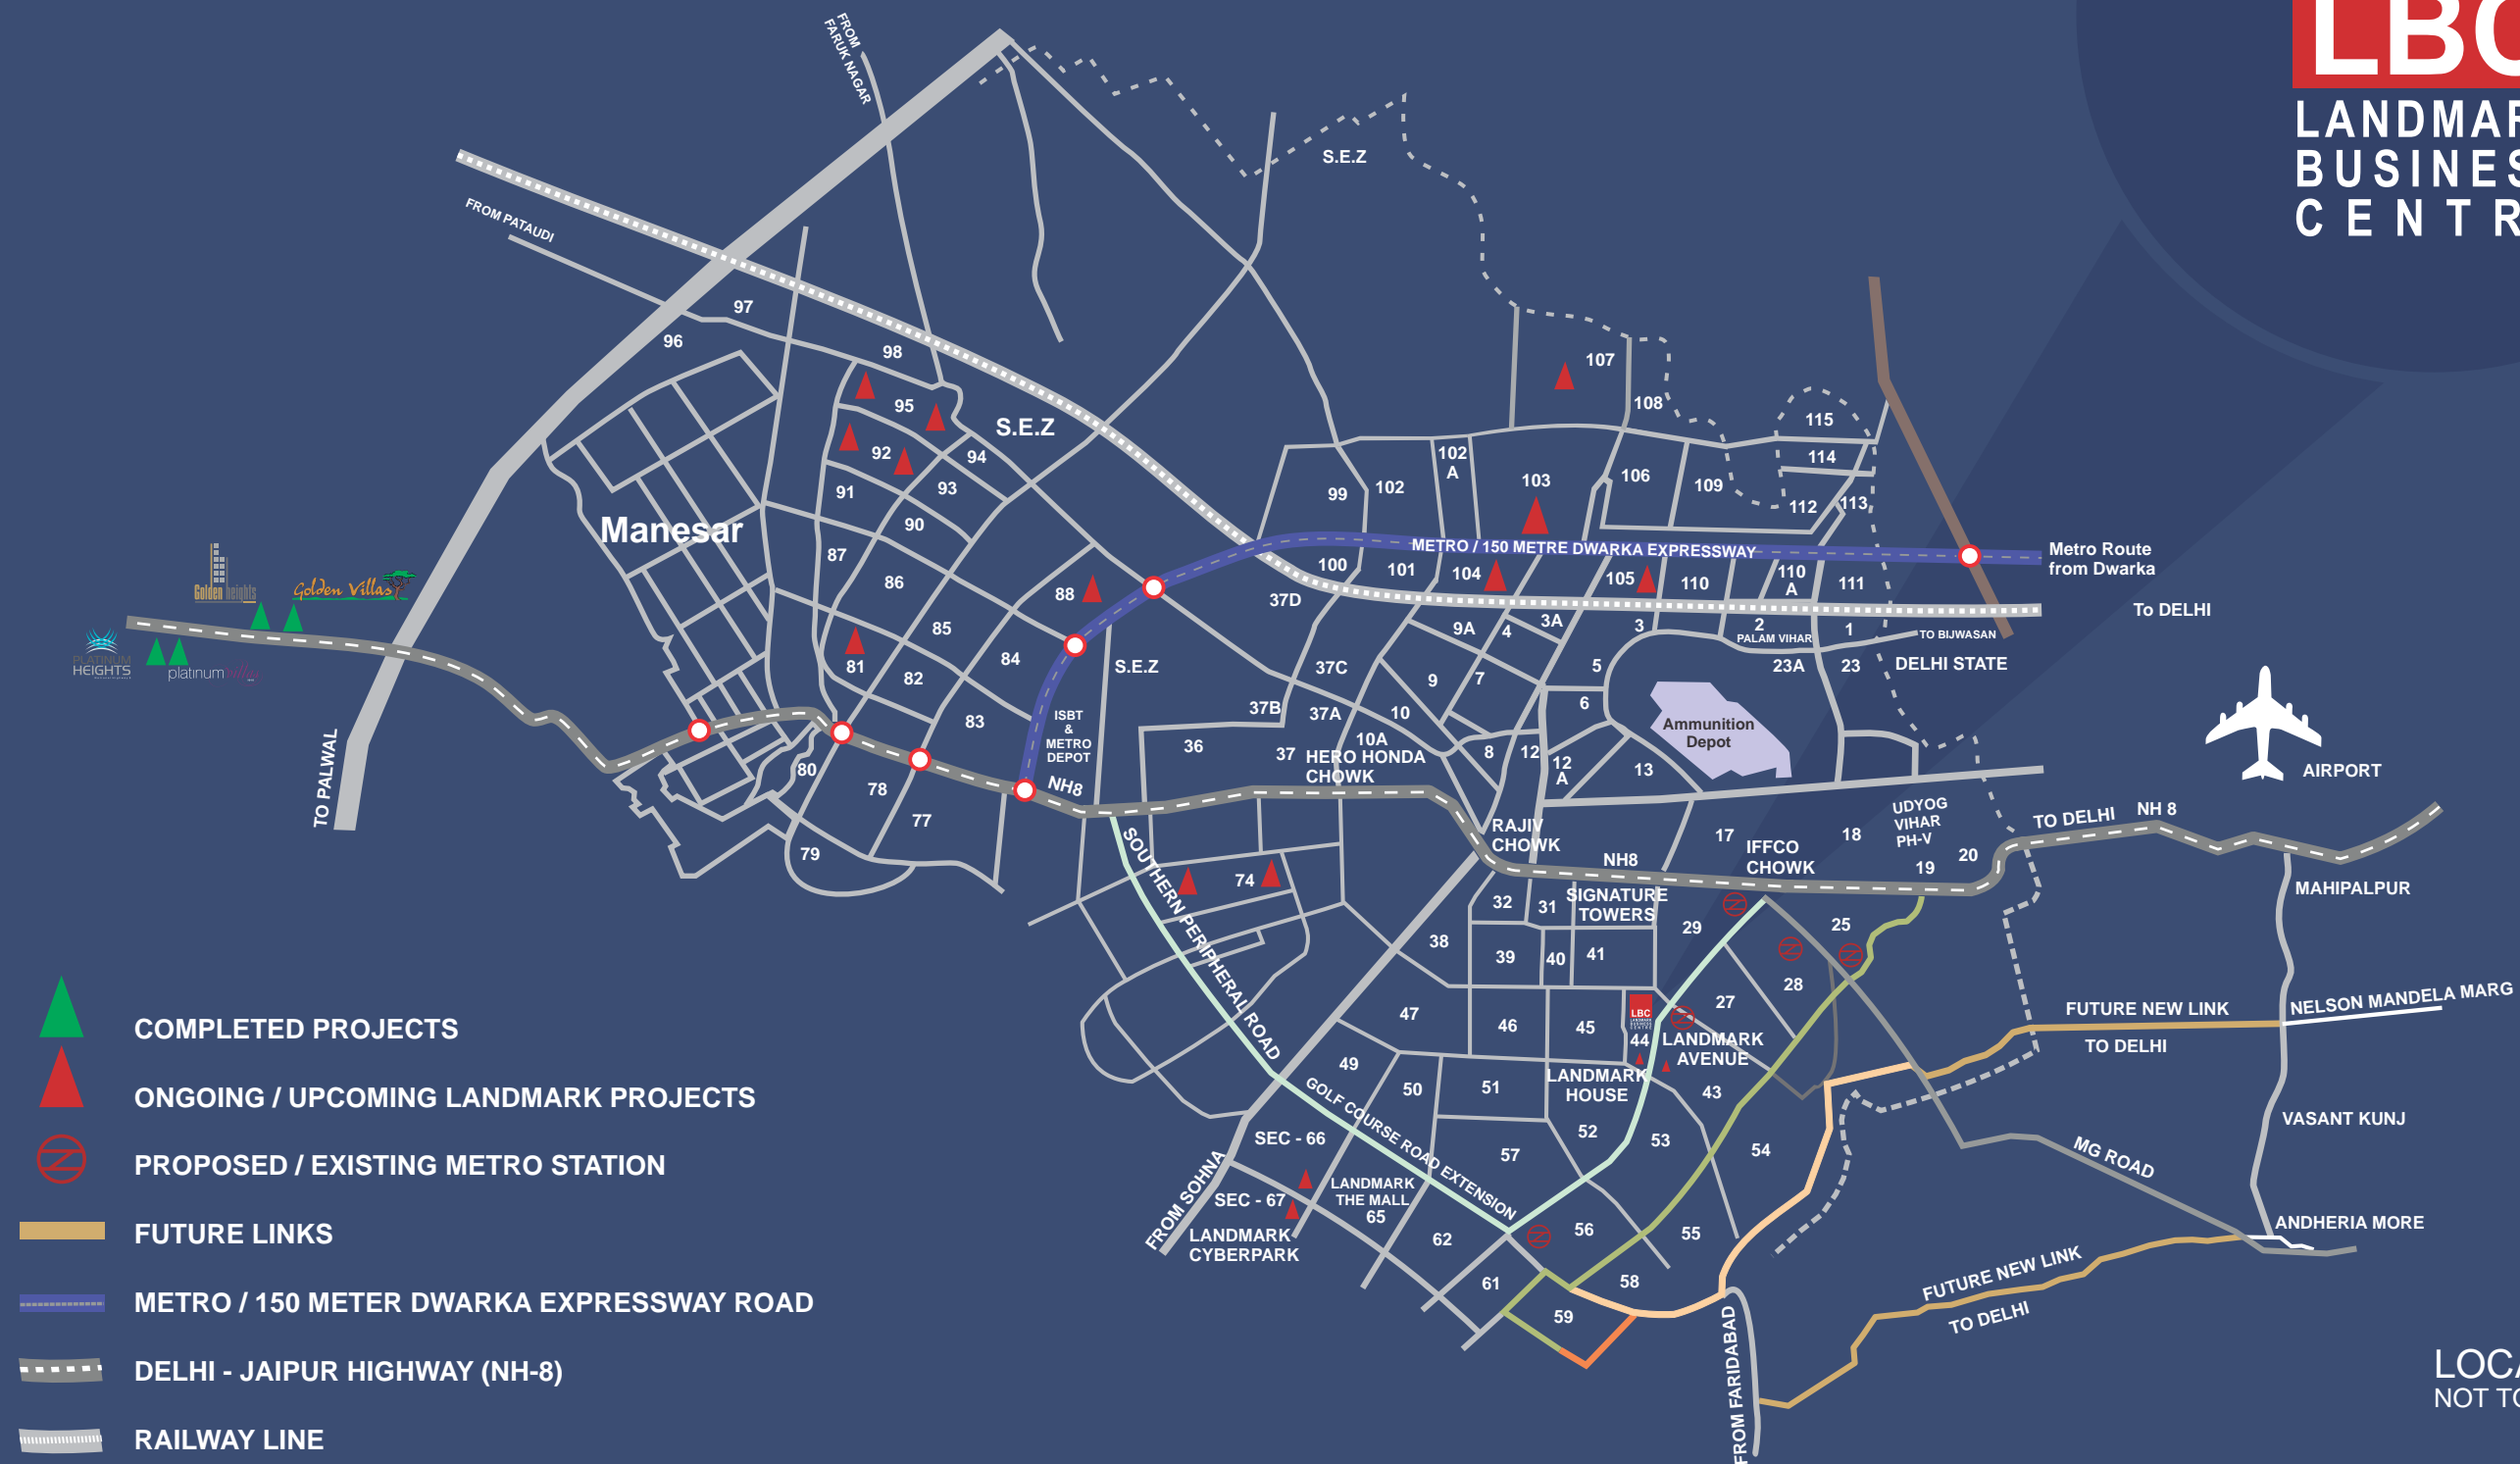 LBC
LANDMAR
BUSINES
CENTR
FROM
FARUK NAGAR
S.E.Z
FROM PATAUDI
97
96
98
107
108
95
S.E.Z
115
92
94
102
A
114
91
93
99
102
103
106
109
112
113
Manesar
90
87
METRO / 150 METRE DWARKA EXPRESSWAY
Metro Route
from Dwarka
86
88
100
101
104
105
110
110
A
111
Golden heights
Golden Villas
37D
To DELHI
85
9A
4
3A
3
2
PALAM VIHAR
1
TO BIJWASAN
PLATINUM
HEIGHTS
platinum villas
81
82
84
S.E.Z
37C
9
7
5
23A
23
DELHI STATE
83
37B
37A
10
6
ISBT
&
METRO
DEPOT
36
37
10A
HERO HONDA
CHOWK
8
12
12
A
13
Ammunition
Depot
AIRPORT
TO PALWAL
80
78
77
79
NH8
RAJIV
CHOWK
NH8
17
IFFCO
CHOWK
18
UDYOG
VIHAR
PH-V
19
20
TO DELHI
NH 8
SOUTHERN PERIPHERAL ROAD
74
32
31
SIGNATURE
TOWERS
29
25
MAHIPALPUR
38
39
40
41
28
27
47
46
45
LBC
44
LANDMARK
AVENUE
FUTURE NEW LINK
TO DELHI
NELSON MANDELA MARG
COMPLETED PROJECTS
ONGOING / UPCOMING LANDMARK PROJECTS
PROPOSED / EXISTING METRO STATION
FUTURE LINKS
METRO / 150 METER DWARKA EXPRESSWAY ROAD
DELHI - JAIPUR HIGHWAY (NH-8)
RAILWAY LINE
49
50
51
LANDMARK
HOUSE
43
GOLF COURSE ROAD EXTENSION
SEC - 66
57
52
53
54
VASANT KUNJ
MG ROAD
FROM SOHNA
SEC - 67
LANDMARK
THE MALL
65
LANDMARK
CYBERPARK
62
56
55
ANDHERIA MORE
61
58
59
FUTURE NEW LINK
TO DELHI
FROM FARIDABAD
LOCA
NOT TO